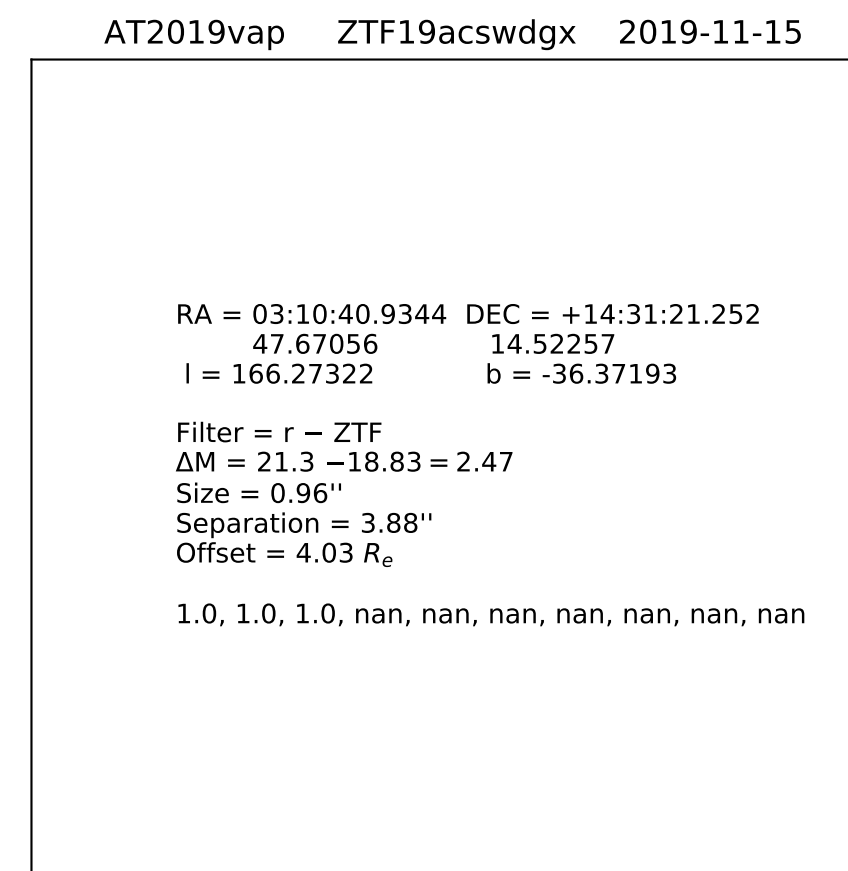 AT2019vap ZTF19acswdgx 2019-11-15
RA = 03:10:40.9344 DEC = +14:31:21.252
47.67056 14.52257
l = 166.27322 b = -36.37193
Filter = r − ZTF
ΔM = 21.3 −18.83 = 2.47
Size = 0.96''
Separation = 3.88''
Offset = 4.03 Rₑ
1.0, 1.0, 1.0, nan, nan, nan, nan, nan, nan, nan